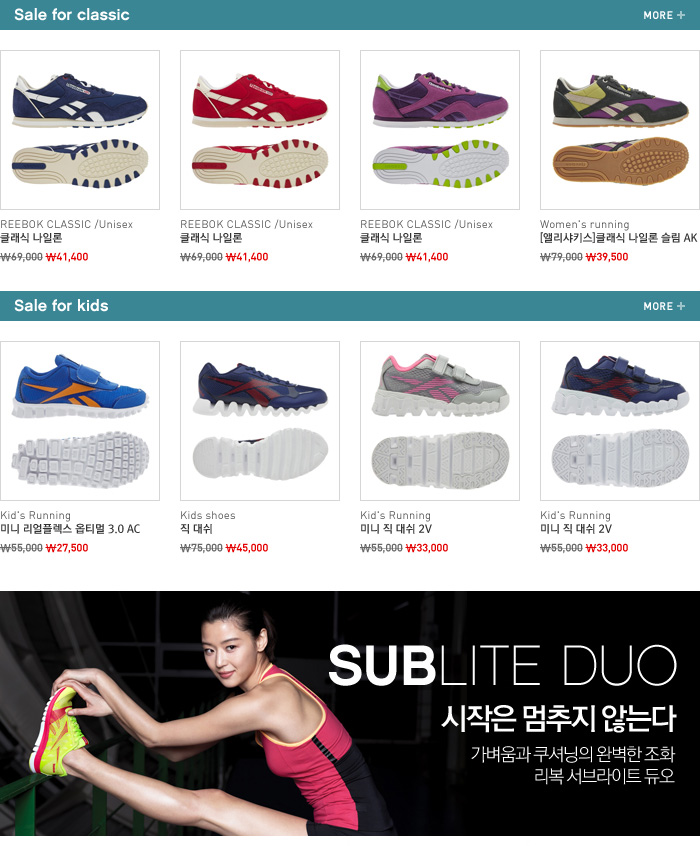 Sale for classic
MORE +
REEBOK CLASSIC /Unisex
클래식 나일론
₩69,000 ₩41,400
REEBOK CLASSIC /Unisex
클래식 나일론
₩69,000 ₩41,400
REEBOK CLASSIC /Unisex
클래식 나일론
₩69,000 ₩41,400
Women's running
[앨리샤키스]클래식 나일론 슬림 AK
₩79,000 ₩39,500
Sale for kids
MORE +
Kid's Running
미니 리얼플렉스 옵티멀 3.0 AC
₩55,000 ₩27,500
Kids shoes
직 대쉬
₩75,000 ₩45,000
Kid's Running
미니 직 대쉬 2V
₩55,000 ₩33,000
Kid's Running
미니 직 대쉬 2V
₩55,000 ₩33,000
SUBLITE DUO
시작은 멈추지 않는다
가벼움과 쿠셔닝의 완벽한 조화
리복 서브라이트 듀오